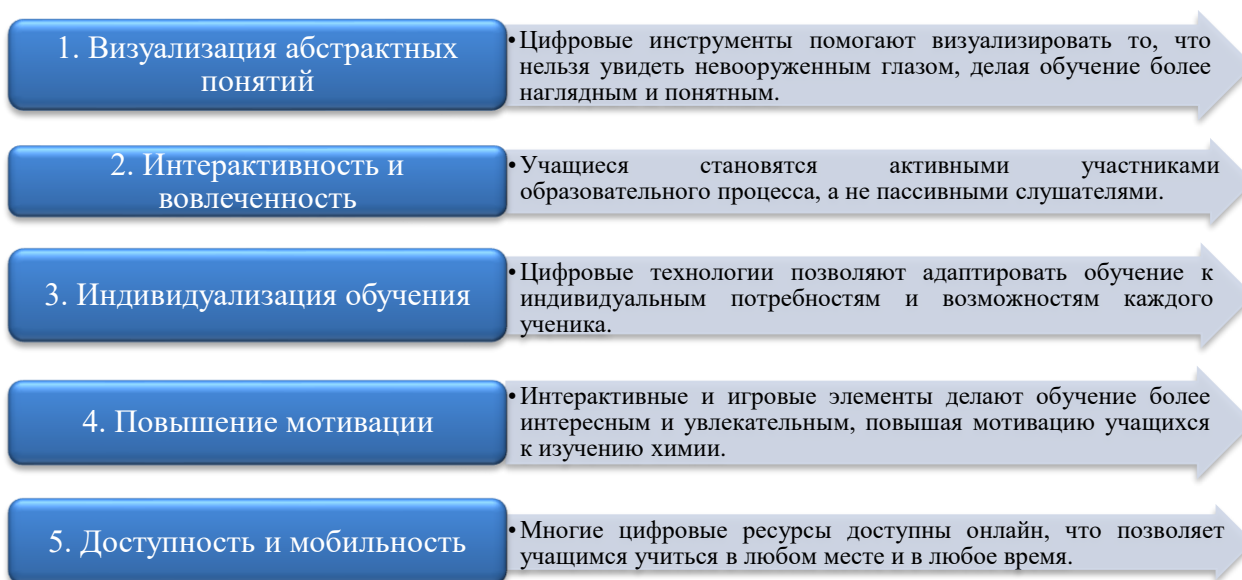 1. Визуализация абстрактных
понятий
•Цифровые инструменты помогают визуализировать то, что
нельзя увидеть невооруженным глазом, делая обучение более
наглядным и понятным.
2. Интерактивность и
вовлеченность
•Учащиеся становятся активными участниками
образовательного процесса, а не пассивными слушателями.
3. Индивидуализация обучения
•Цифровые технологии позволяют адаптировать обучение к
индивидуальным потребностям и возможностям каждого
ученика.
4. Повышение мотивации
•Интерактивные и игровые элементы делают обучение более
интересным и увлекательным, повышая мотивацию учащихся
к изучению химии.
5. Доступность и мобильность
•Многие цифровые ресурсы доступны онлайн, что позволяет
учащимся учиться в любом месте и в любое время.